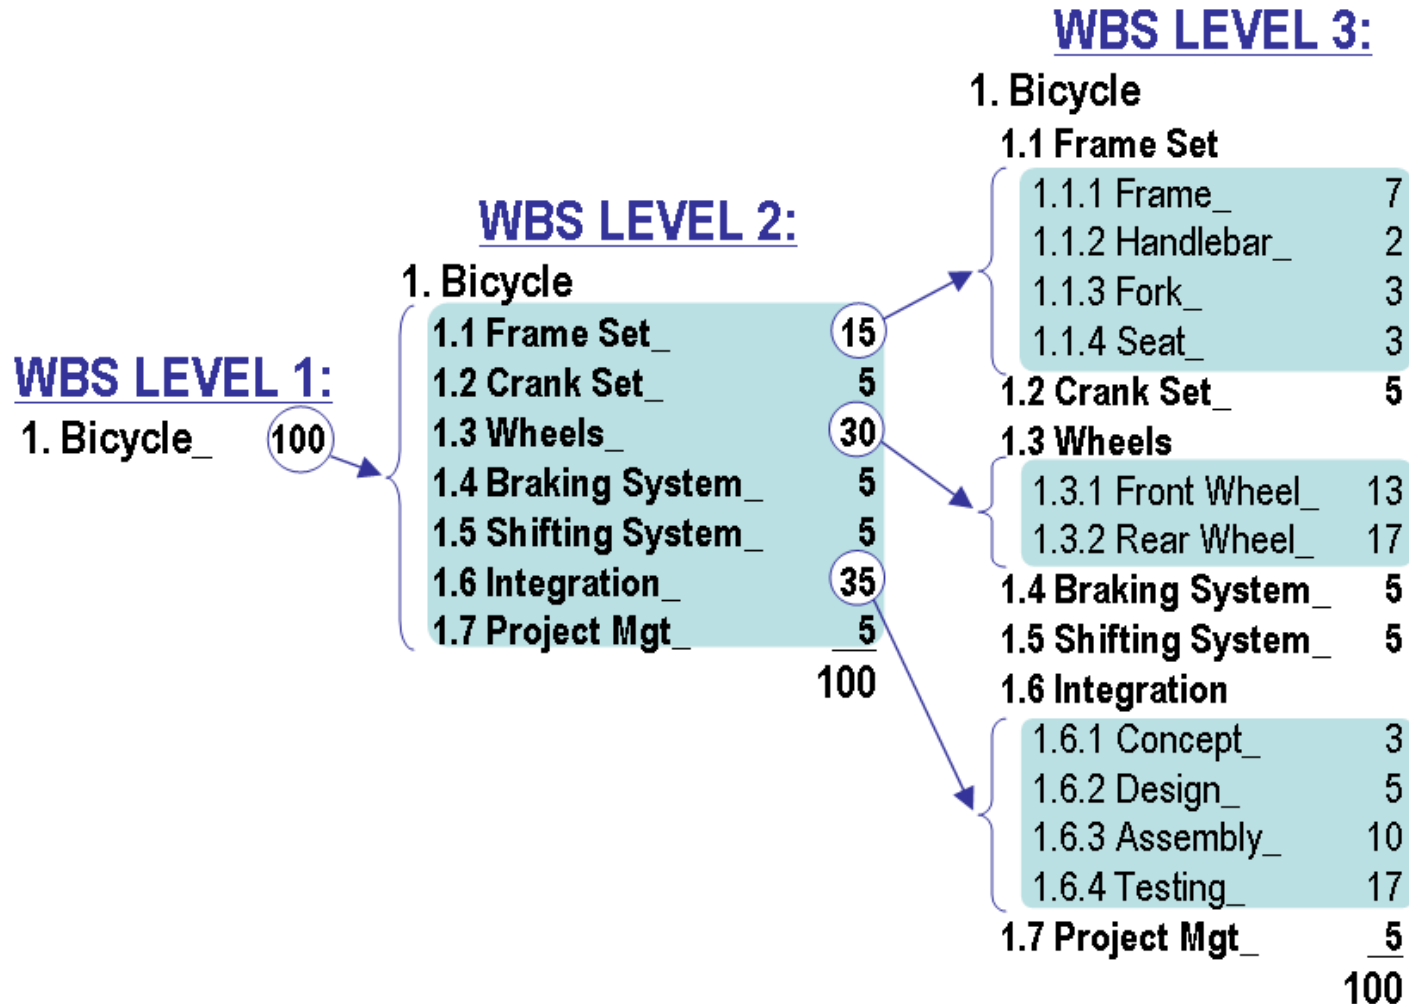 WBS LEVEL 1:
1. Bicycle_ 100
WBS LEVEL 2:
1. Bicycle
1.1 Frame Set_ 15
1.2 Crank Set_ 5
1.3 Wheels_ 30
1.4 Braking System_ 5
1.5 Shifting System_ 5
1.6 Integration_ 35
1.7 Project Mgt_ 5
100
WBS LEVEL 3:
1. Bicycle
1.1 Frame Set
1.1.1 Frame_ 7
1.1.2 Handlebar_ 2
1.1.3 Fork_ 3
1.1.4 Seat_ 3
1.2 Crank Set_ 5
1.3 Wheels
1.3.1 Front Wheel_ 13
1.3.2 Rear Wheel_ 17
1.4 Braking System_ 5
1.5 Shifting System_ 5
1.6 Integration
1.6.1 Concept_ 3
1.6.2 Design_ 5
1.6.3 Assembly_ 10
1.6.4 Testing_ 17
1.7 Project Mgt_ 5
100